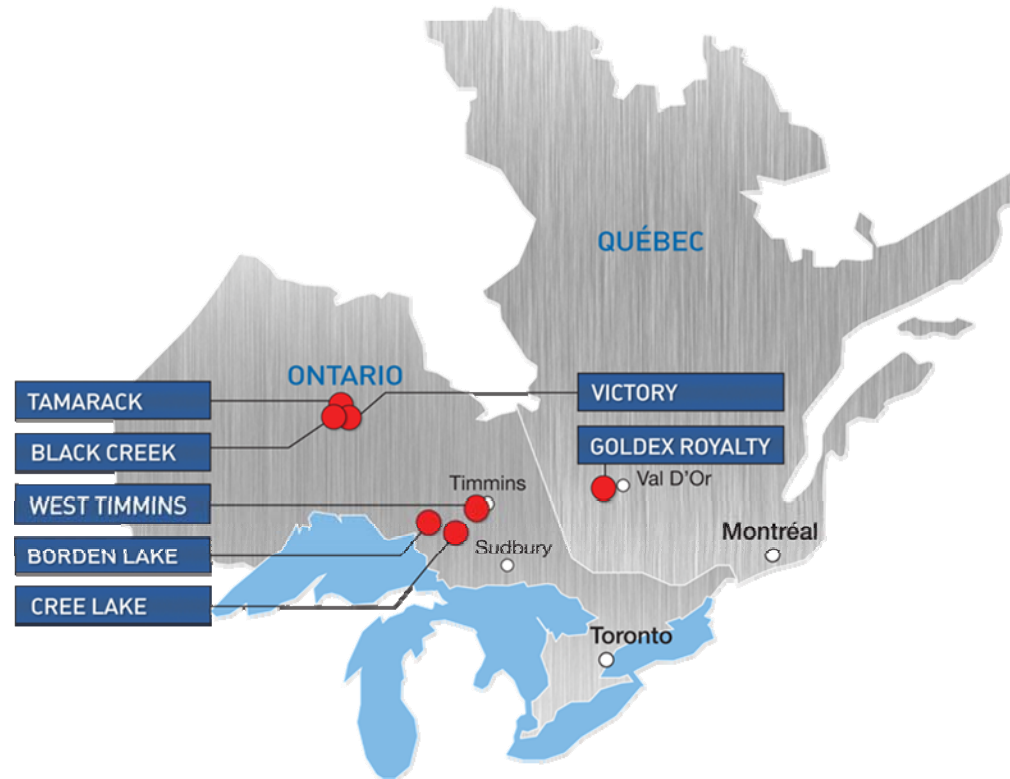 QUÉBEC
ONTARIO
TAMARACK
VICTORY
BLACK CREEK
GOLDEX ROYALTY
WEST TIMMINS
Timmins
Val D'Or
BORDEN LAKE
Sudbury
Montréal
CREE LAKE
Toronto